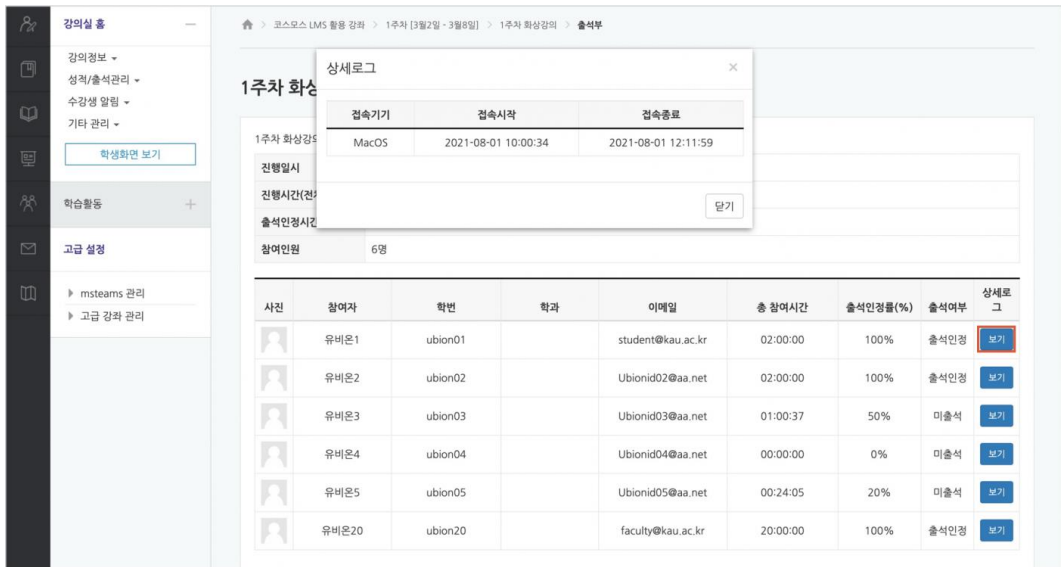 강의실 홈
코스모스 LMS 활용 강좌 > 1주차 [3월2일 - 3월8일] > 1주차 화상강의 > 출석부
강의정보
성적/출석관리
수강생 알림
기타 관리
학생화면 보기
학습활동
고급 설정
msteams 관리
고급 강좌 관리
1주차 화상
상세로그 ×
접속기기 접속시작 접속종료
MacOS 2021-08-01 10:00:34 2021-08-01 12:11:59
닫기
1주차 화상강의
진행일시
진행시간(전체
출석인정시간
참여인원 6명
사진 참여자 학번 학과 이메일 총 참여시간 출석인정률(%) 출석여부 상세로그
유비온1 ubion01 student@kau.ac.kr 02:00:00 100% 출석인정 보기
유비온2 ubion02 Ubionid02@aa.net 02:00:00 100% 출석인정 보기
유비온3 ubion03 Ubionid03@aa.net 01:00:37 50% 미출석 보기
유비온4 ubion04 Ubionid04@aa.net 00:00:00 0% 미출석 보기
유비온5 ubion05 Ubionid05@aa.net 00:24:05 20% 미출석 보기
유비온20 ubion20 faculty@kau.ac.kr 20:00:00 100% 출석인정 보기